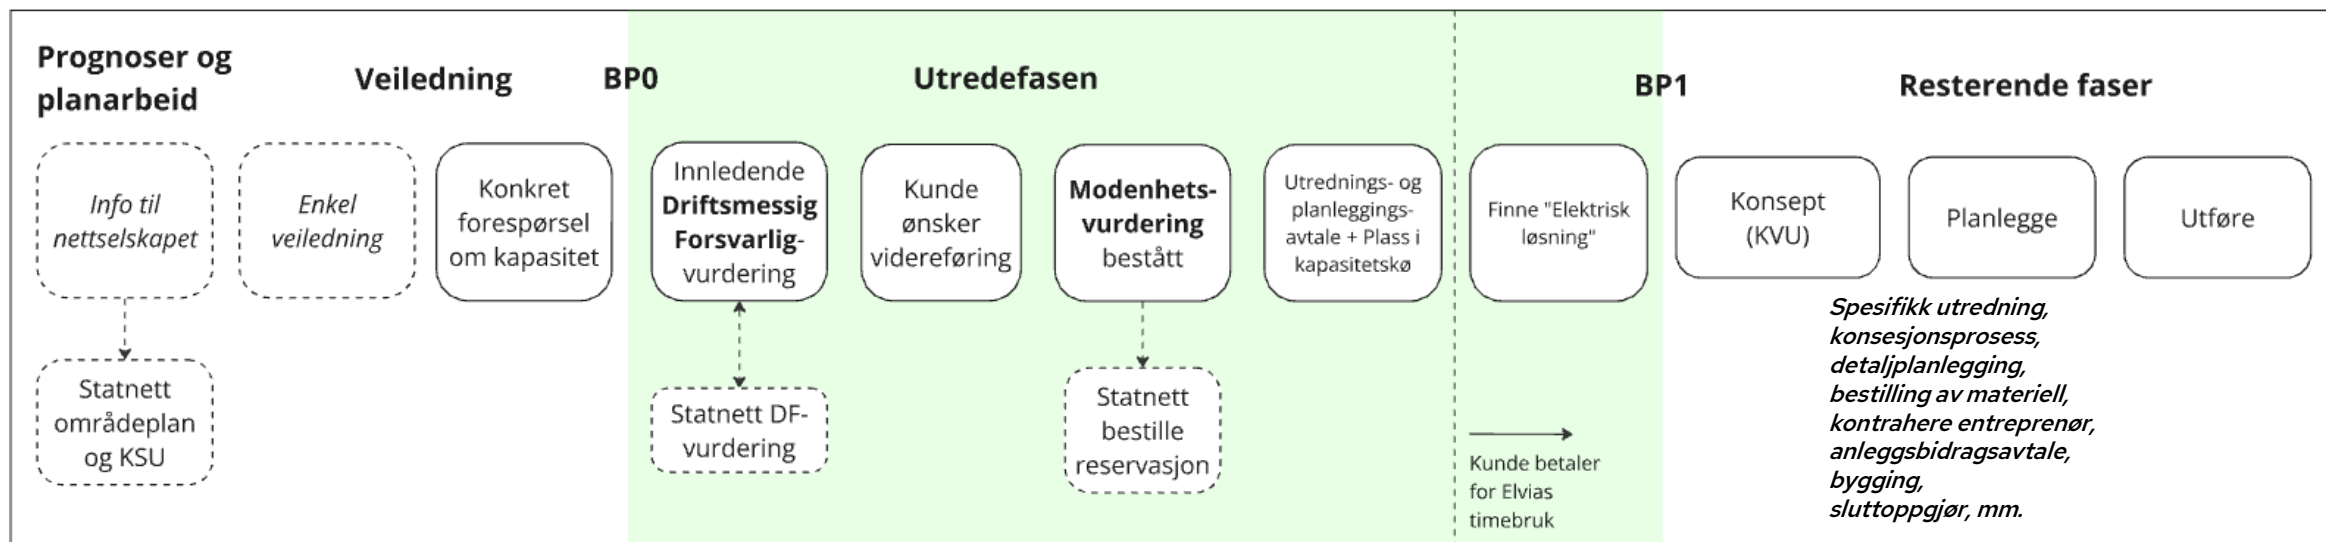 Prognoser og
planarbeid
Veiledning
BP0
Utredefasen
BP1
Resterende faser
Info til
nettselskapet
Enkel
veiledning
Konkret
forespørsel
om kapasitet
Innledende
Driftsmessig
Forsvarlig-
vurdering
Kunde
ønsker
videreføring
Modenhets-
vurdering
bestått
Utrednings- og
planleggings-
avtale + Plass i
kapasitetskø
Finne "Elektrisk
løsning"
Konsept
(KVU)
Planlegge
Utføre
Statnett
områdeplan
og KSU
Statnett DF-
vurdering
Statnett
bestille
reservasjon
Kunde betaler
for Elvias
timebruk
Spesifikk utredning,
konsesjonsprosess,
detaljplanlegging,
bestilling av materiell,
kontrahere entreprenør,
anleggsbidragsavtale,
bygging,
sluttoppgjør, mm.